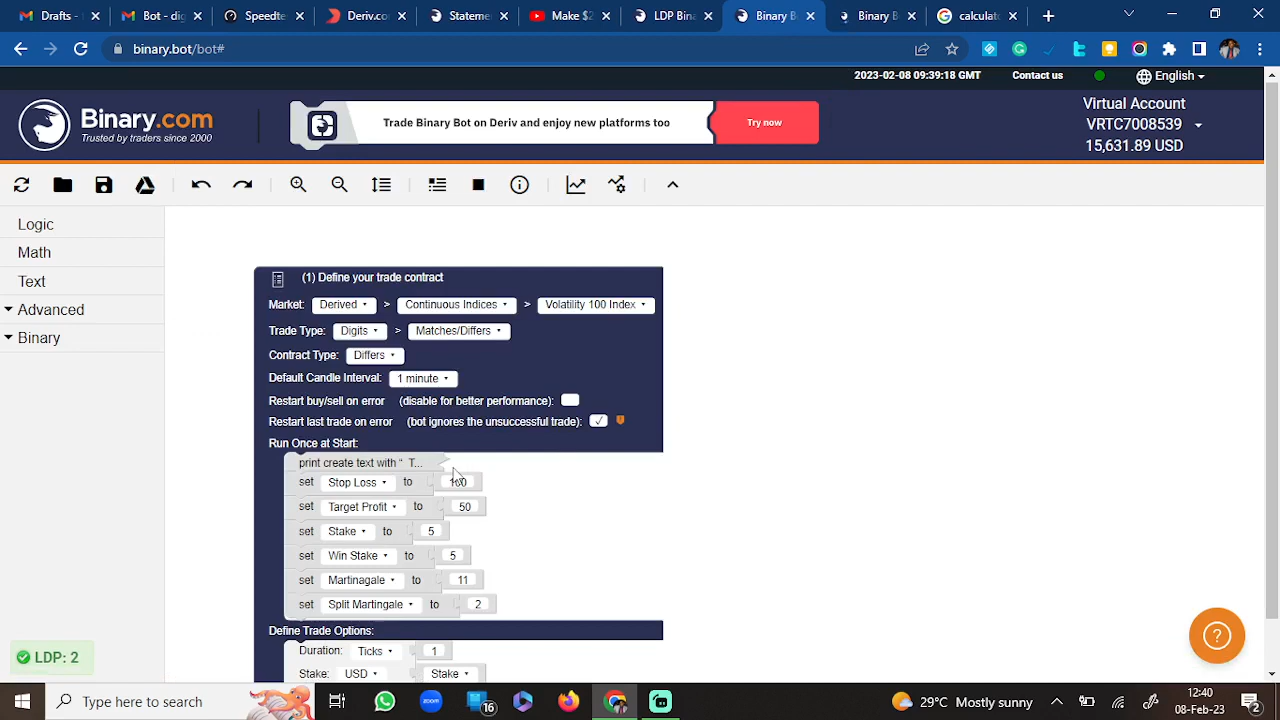 Drafts -
Bot - dig
Speedte
Deriv.co
Stateme
Make $2
LDP Bina
Binary B
Binary B
calculat
binary.bot/bot#
2023-02-08 09:39:18 GMT
Contact us
English
Binary.com
Trusted by traders since 2000
Trade Binary Bot on Deriv and enjoy new platforms too
Try now
Virtual Account
VRTC7008539
15,631.89 USD
Logic
Math
Text
Advanced
Binary
(1) Define your trade contract
Market: Derived > Continuous Indices > Volatility 100 Index
Trade Type: Digits > Matches/Differs
Contract Type: Differs
Default Candle Interval: 1 minute
Restart buy/sell on error (disable for better performance):
Restart last trade on error (bot ignores the unsuccessful trade): ✓
Run Once at Start:
print create text with “ T...
set Stop Loss to 100
set Target Profit to 50
set Stake to 5
set Win Stake to 5
set Martinagale to 11
set Split Martingale to 2
Define Trade Options:
Duration: Ticks 1
Stake: USD Stake
LDP: 2
?
Type here to search
zoom
16
29°C Mostly sunny
12:40
08-Feb-23
2